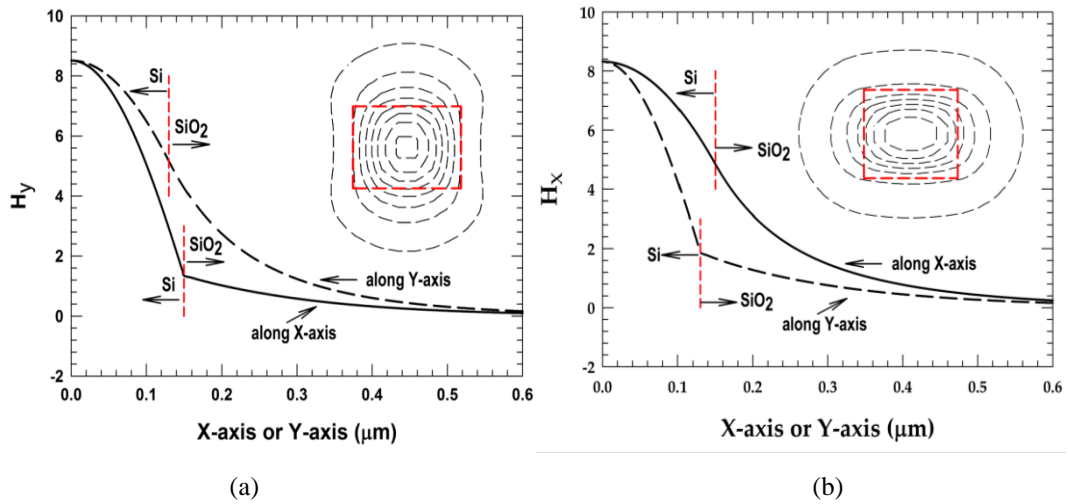 10
8
6
4
2
0
-2
Hy
Si
SiO2
SiO2
Si
along Y-axis
along X-axis
0.0 0.1 0.2 0.3 0.4 0.5 0.6
X-axis or Y-axis (μm)
(a)
10
8
6
4
2
0
-2
Hx
Si
SiO2
Si
SiO2
along X-axis
along Y-axis
0.0 0.1 0.2 0.3 0.4 0.5 0.6
X-axis or Y-axis (μm)
(b)